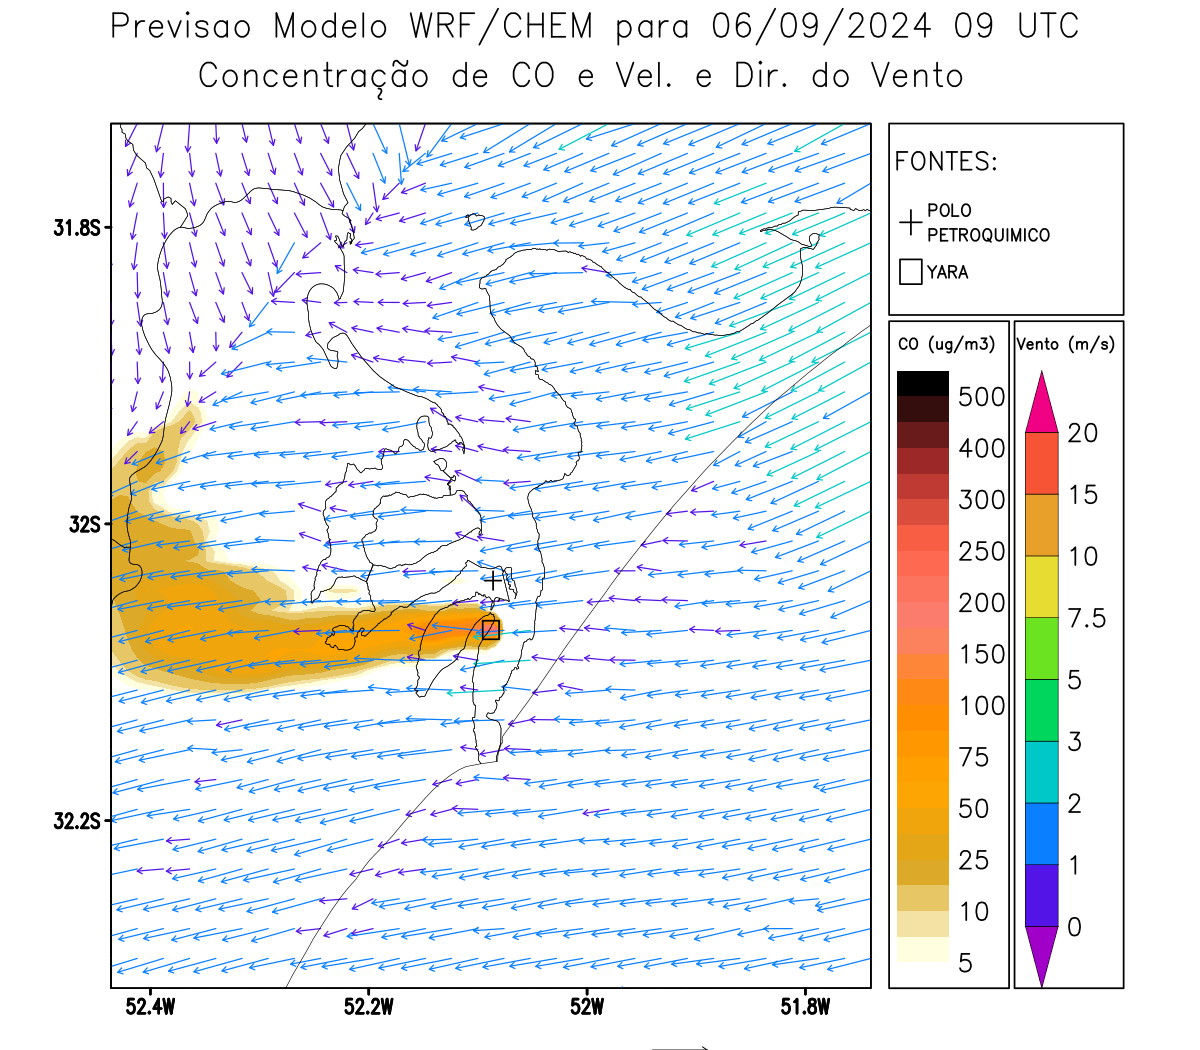 Previsao Modelo WRF/CHEM para 06/09/2024 09 UTC
Concentração de CO e Vel. e Dir. do Vento
FONTES:
POLO
PETROQUIMICO
YARA
31.8S
32S
32.2S
52.4W
52.2W
52W
51.8W
CO (ug/m3)
500
400
300
250
200
150
100
75
50
25
10
5
Vento (m/s)
20
15
10
7.5
5
3
2
1
0